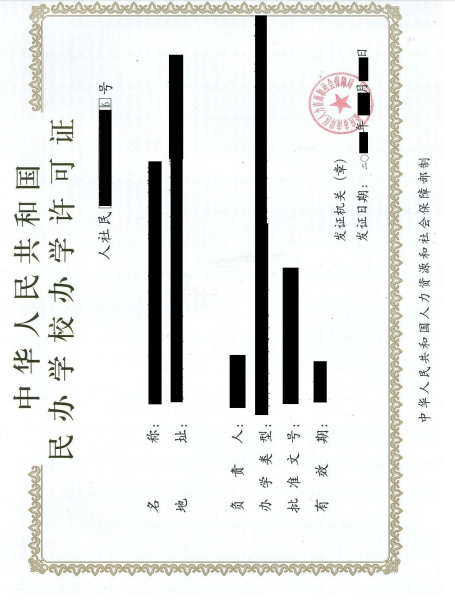 中华人民共和国
民办学校办学许可证
人社民 号
名称：
地址：
负责人：
办学类型：
批准文号：
有效期：
发证机关（章）
发证日期：二〇 年 月 日
中华人民共和国人力资源和社会保障部制